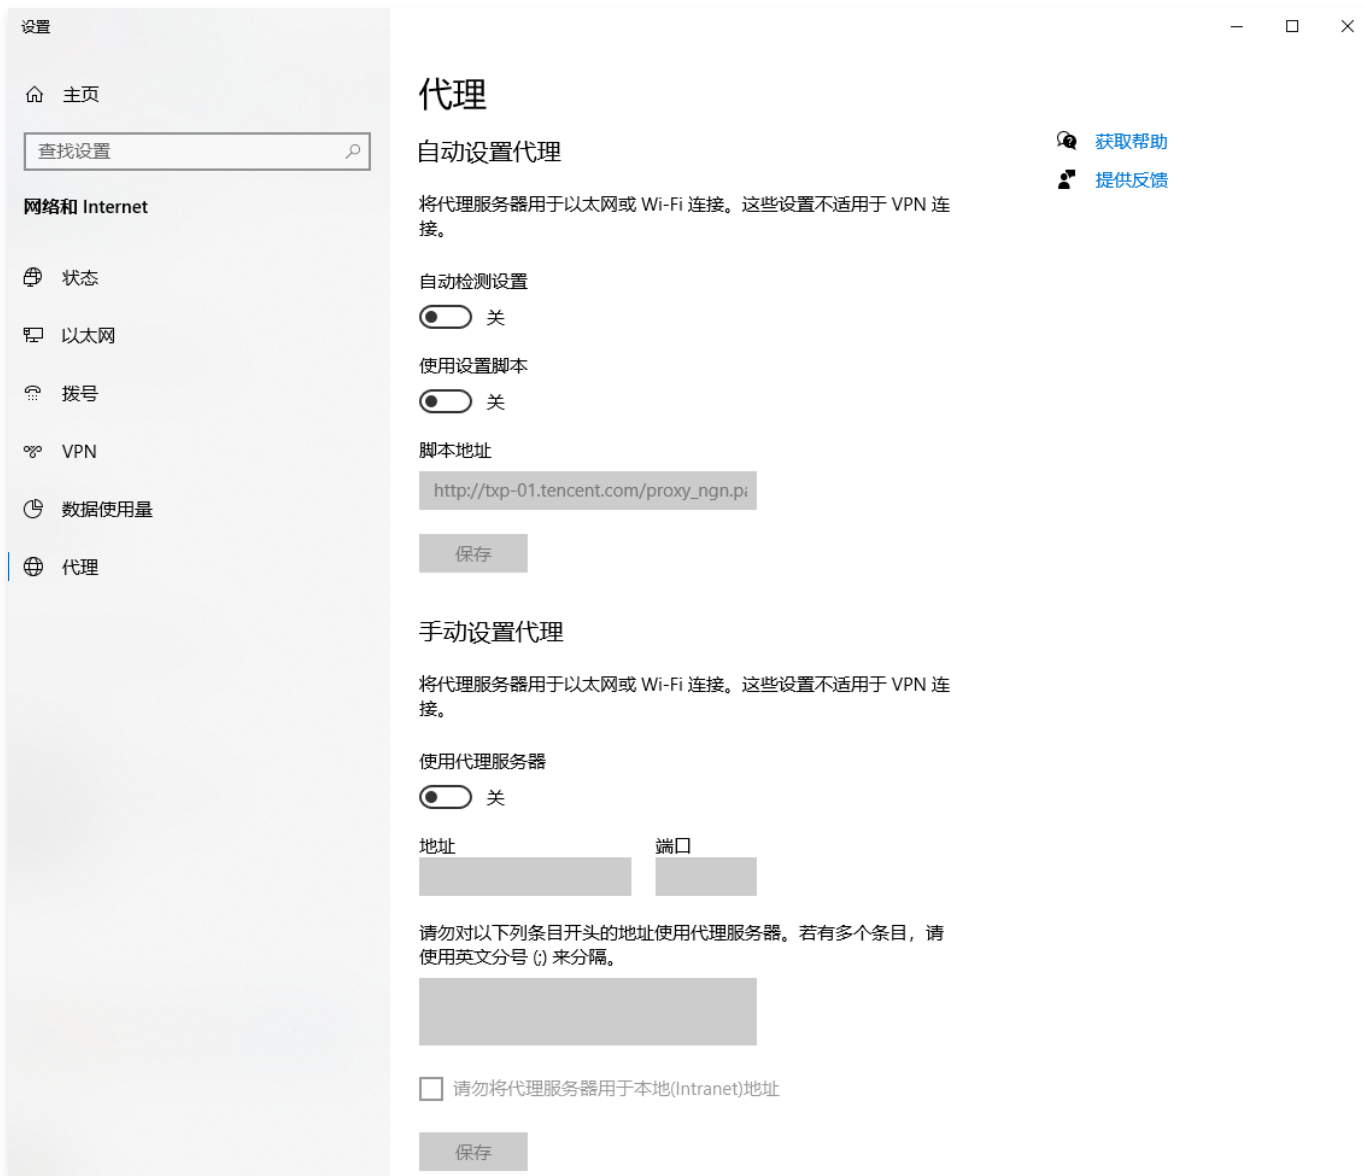 设置
主页
查找设置
网络和 Internet
状态
以太网
拨号
VPN
数据使用量
代理
代理
自动设置代理
将代理服务器用于以太网或 Wi-Fi 连接。这些设置不适用于 VPN 连
接。
自动检测设置
关
使用设置脚本
关
脚本地址
http://txp-01.tencent.com/proxy_ngn.pa
保存
手动设置代理
将代理服务器用于以太网或 Wi-Fi 连接。这些设置不适用于 VPN 连
接。
使用代理服务器
关
地址 端口
请勿对以下列条目开头的地址使用代理服务器。若有多个条目，请
使用英文分号 (;) 来分隔。
请勿将代理服务器用于本地(Intranet)地址
保存
获取帮助
提供反馈